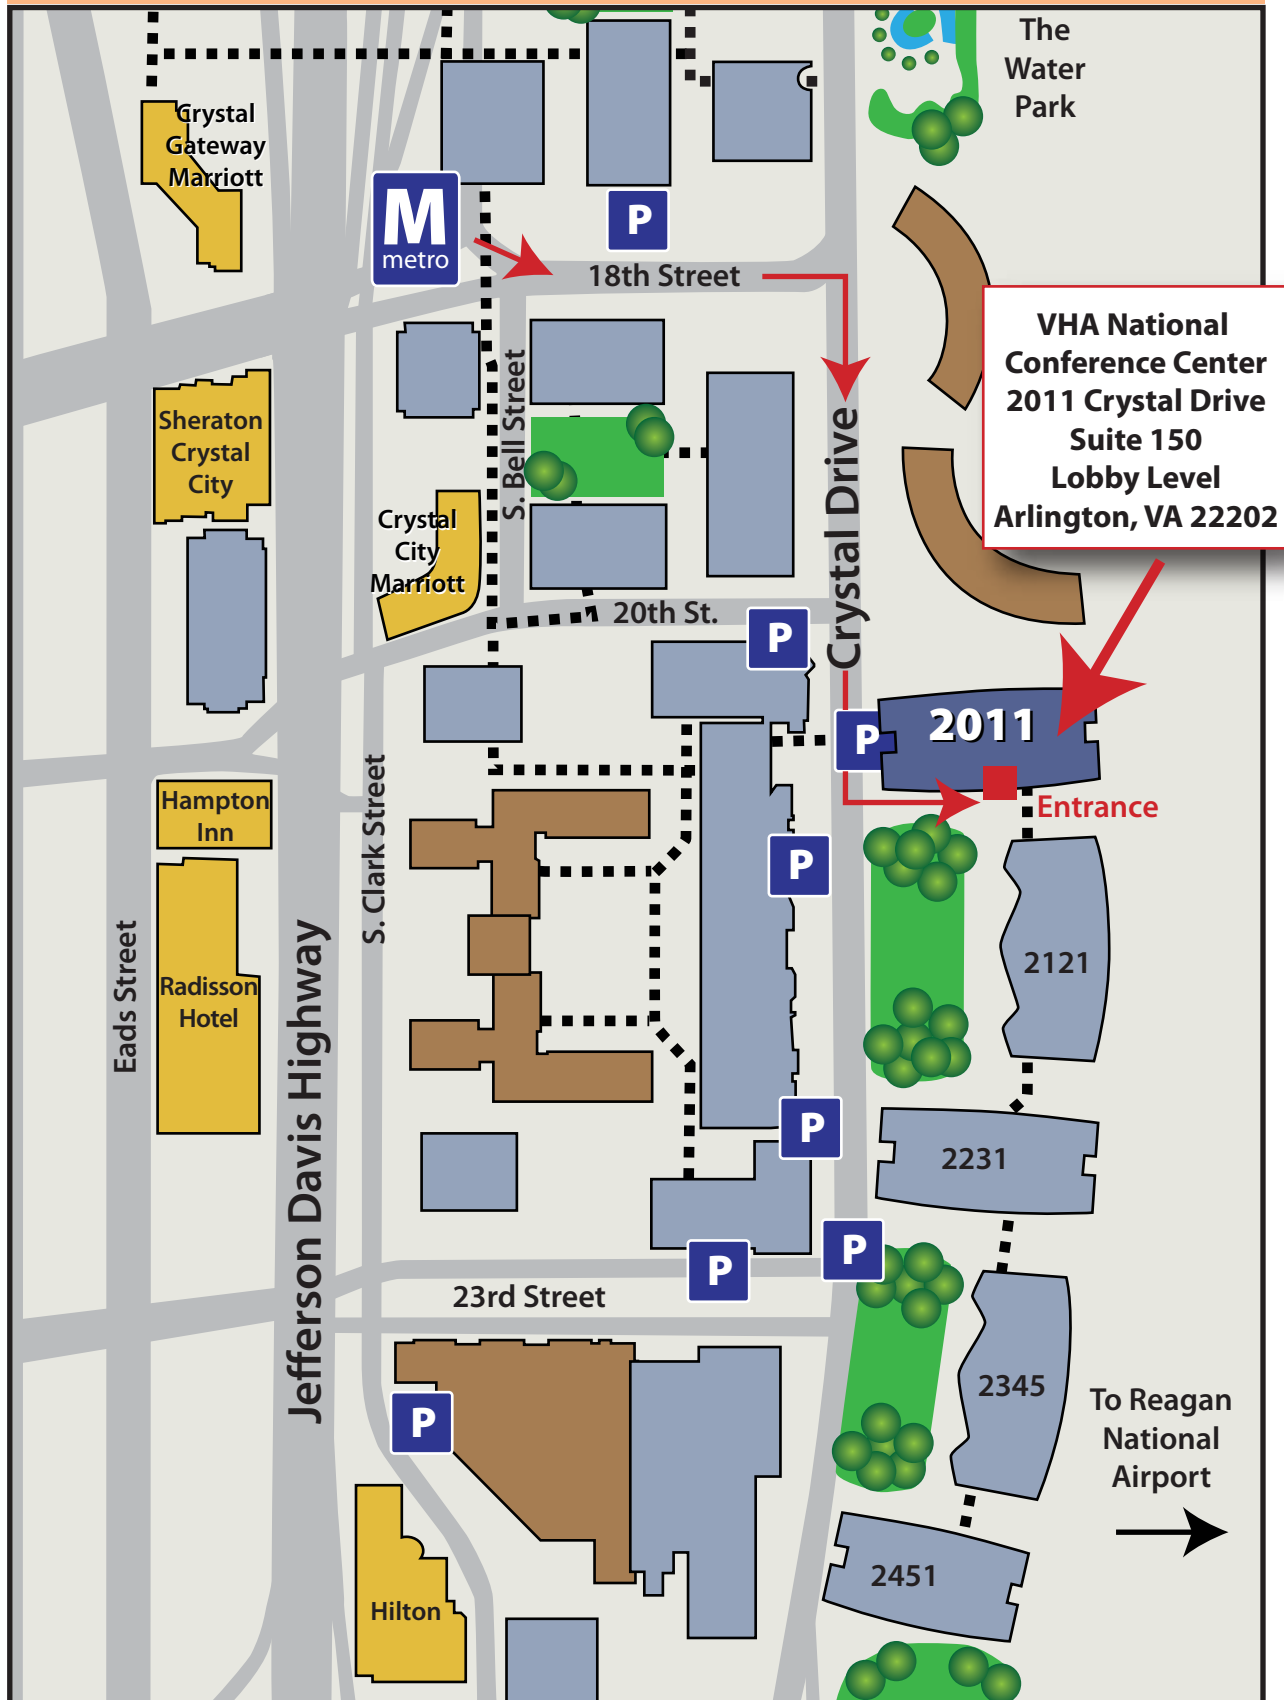 The
Water
Park
Crystal
Gateway
Marriott
M
metro
P
18th Street
VHA National
Conference Center
2011 Crystal Drive
Suite 150
Lobby Level
Arlington, VA 22202
Sheraton
Crystal
City
S. Bell Street
Crystal Drive
Crystal
City
Marriott
20th St.
P
2011
P
Entrance
Hampton
Inn
S. Clark Street
P
Eads Street
Jefferson Davis Highway
2121
Radisson
Hotel
P
2231
P
P
23rd Street
2345
To Reagan
National
Airport
P
2451
Hilton